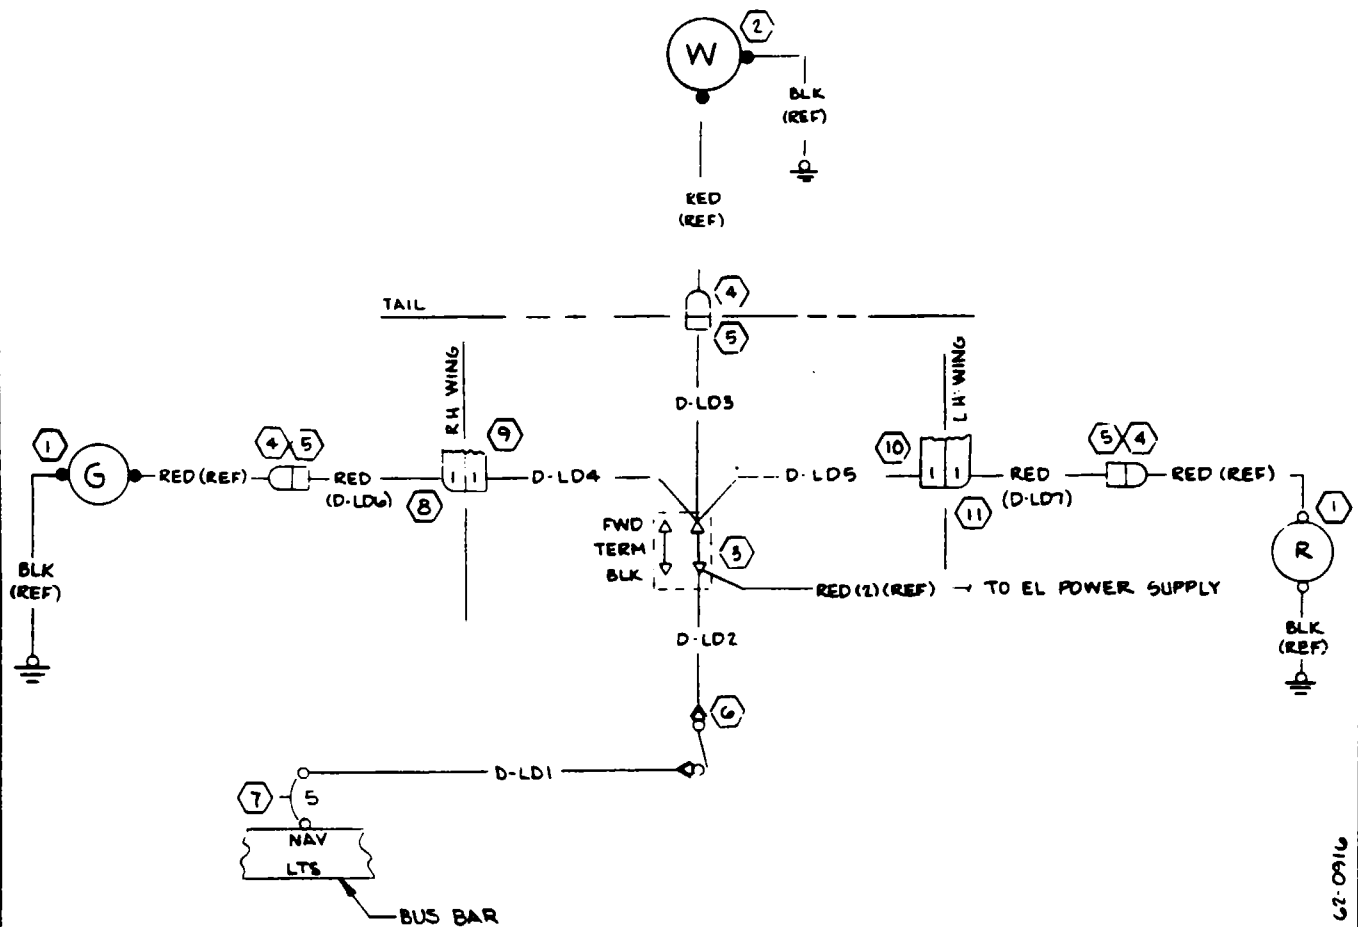 2
W
BLK
(REF)
RED
(REF)
TAIL
4
5
RH WING
LH WING
D-LD3
1
G
RED (REF)
4 5
RED
(D-LD6)
8
9
1 1
D-LD4
D-LD5
10
1 1
11
RED
(D-LD7)
5 4
RED (REF)
1
R
BLK
(REF)
FWD
TERM
BLK
3
RED (2) (REF) → TO EL POWER SUPPLY
BLK
(REF)
D-LD2
6
D-LD1
7
5
NAV
LTS
BUS BAR
62-0916